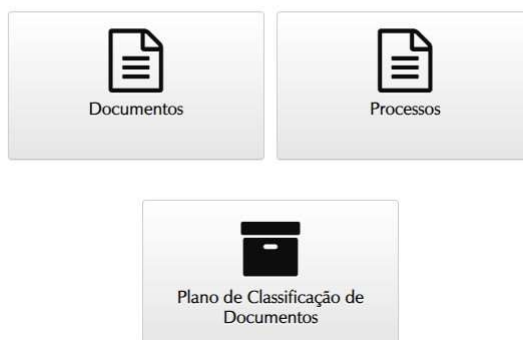 Documentos
Processos
Plano de Classificação de
Documentos